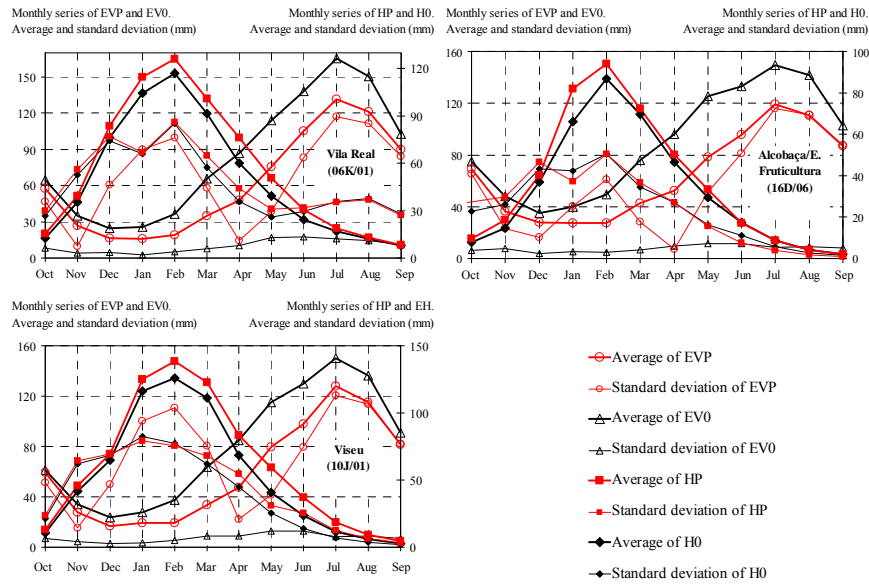 Monthly series of EVP and EV0.
Average and standard deviation (mm)
Monthly series of HP and H0.
Average and standard deviation (mm)
150
120
90
60
30
0
120
90
60
30
0
Vila Real
(06K/01)
Oct Nov Dec Jan Feb Mar Apr May Jun Jul Aug Sep
Monthly series of EVP and EV0.
Average and standard deviation (mm)
Monthly series of HP and H0.
Average and standard deviation (mm)
160
120
80
40
0
100
80
60
40
20
0
Alcobaça/E.
Fruticultura
(16D/06)
Oct Nov Dec Jan Feb Mar Apr May Jun Jul Aug Sep
Monthly series of EVP and EV0.
Average and standard deviation (mm)
Monthly series of HP and EH.
Average and standard deviation (mm)
160
120
80
40
0
150
100
50
0
Viseu
(10J/01)
Oct Nov Dec Jan Feb Mar Apr May Jun Jul Aug Sep
Average of EVP
Standard deviation of EVP
Average of EV0
Standard deviation of EV0
Average of HP
Standard deviation of HP
Average of H0
Standard deviation of H0